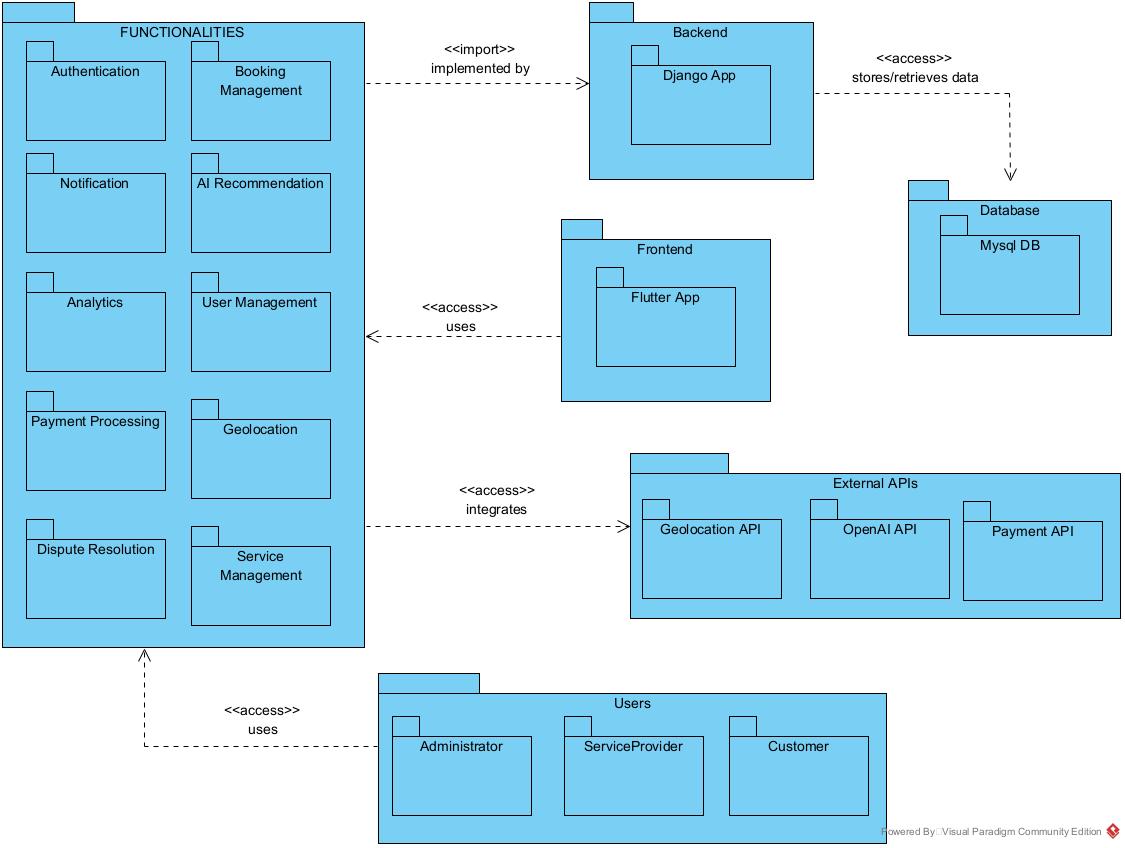 FUNCTIONALITIES
Authentication
Booking
Management
Notification
AI Recommendation
Analytics
User Management
Payment Processing
Geolocation
Dispute Resolution
Service
Management
<<import>>
implemented by
Backend
Django App
<<access>>
stores/retrieves data
Database
Mysql DB
Frontend
Flutter App
<<access>>
uses
<<access>>
integrates
External APIs
Geolocation API
OpenAI API
Payment API
<<access>>
uses
Users
Administrator
ServiceProvider
Customer
Powered By Visual Paradigm Community Edition